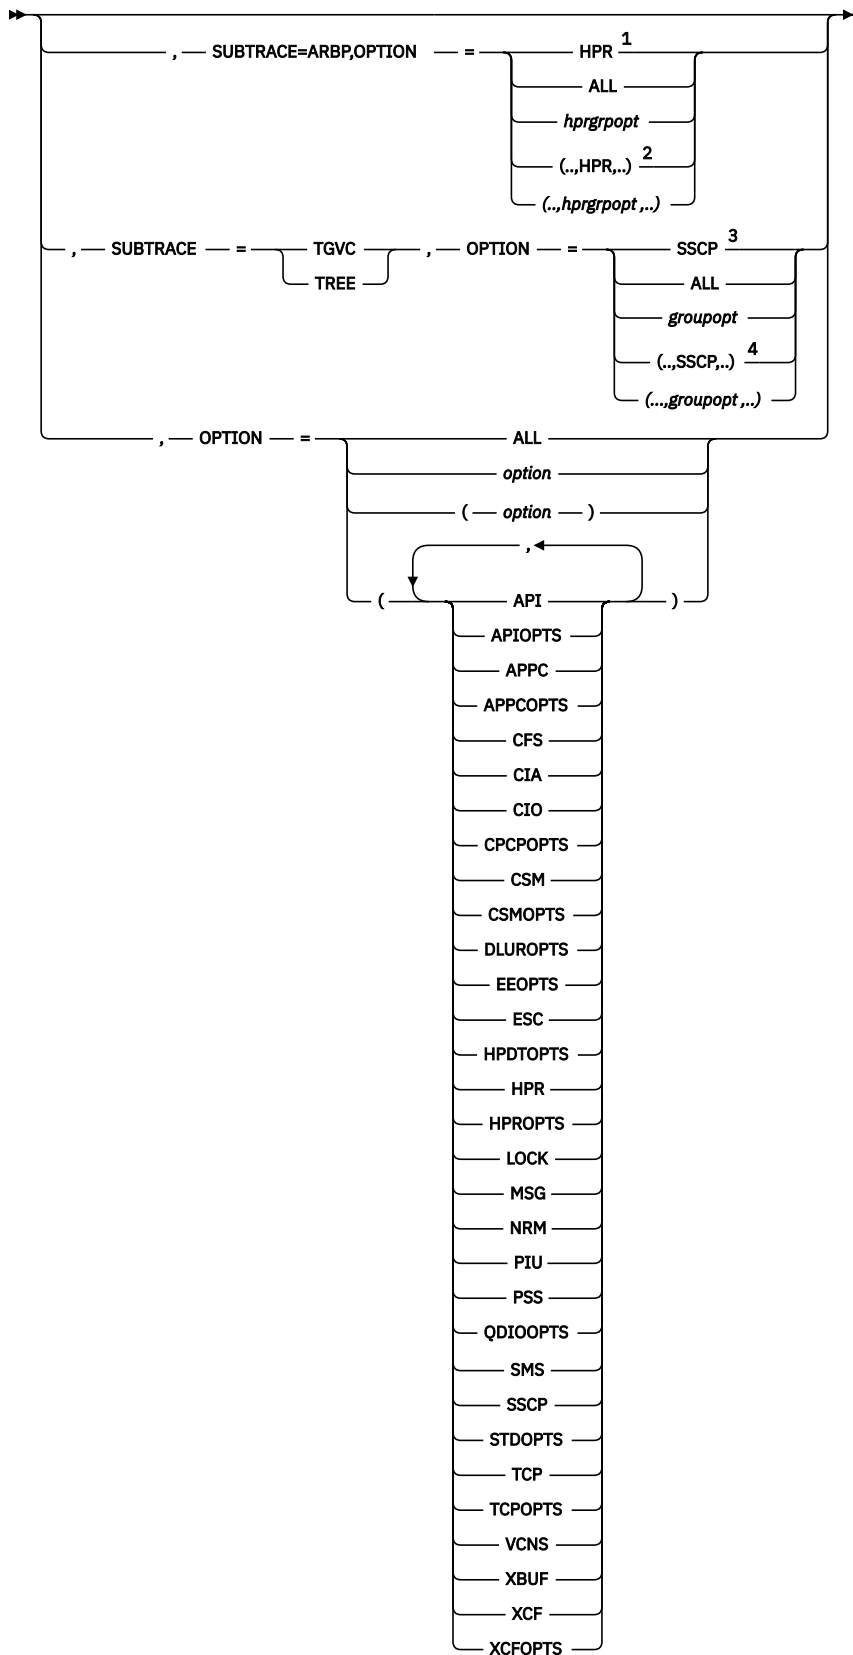 1
, SUBTRACE=ARBP,OPTION = HPR
ALL
hprgrpopt
2
(..,HPR,..)
(..,hprgrpopt ,..)
3
, SUBTRACE = TGVC , OPTION = SSCP
TREE ALL
groupopt
4
(..,SSCP,..)
(...,groupopt ,..)
, OPTION = ALL
option
( option )
,
( API )
APIOPTS
APPC
APPCOPTS
CFS
CIA
CIO
CPCPOPTS
CSM
CSMOPTS
DLUROPTS
EEOPTS
ESC
HPDTOPTS
HPR
HPROPTS
LOCK
MSG
NRM
PIU
PSS
QDIOOPTS
SMS
SSCP
STDOPTS
TCP
TCPOPTS
VCNS
XBUF
XCF
XCFOPTS